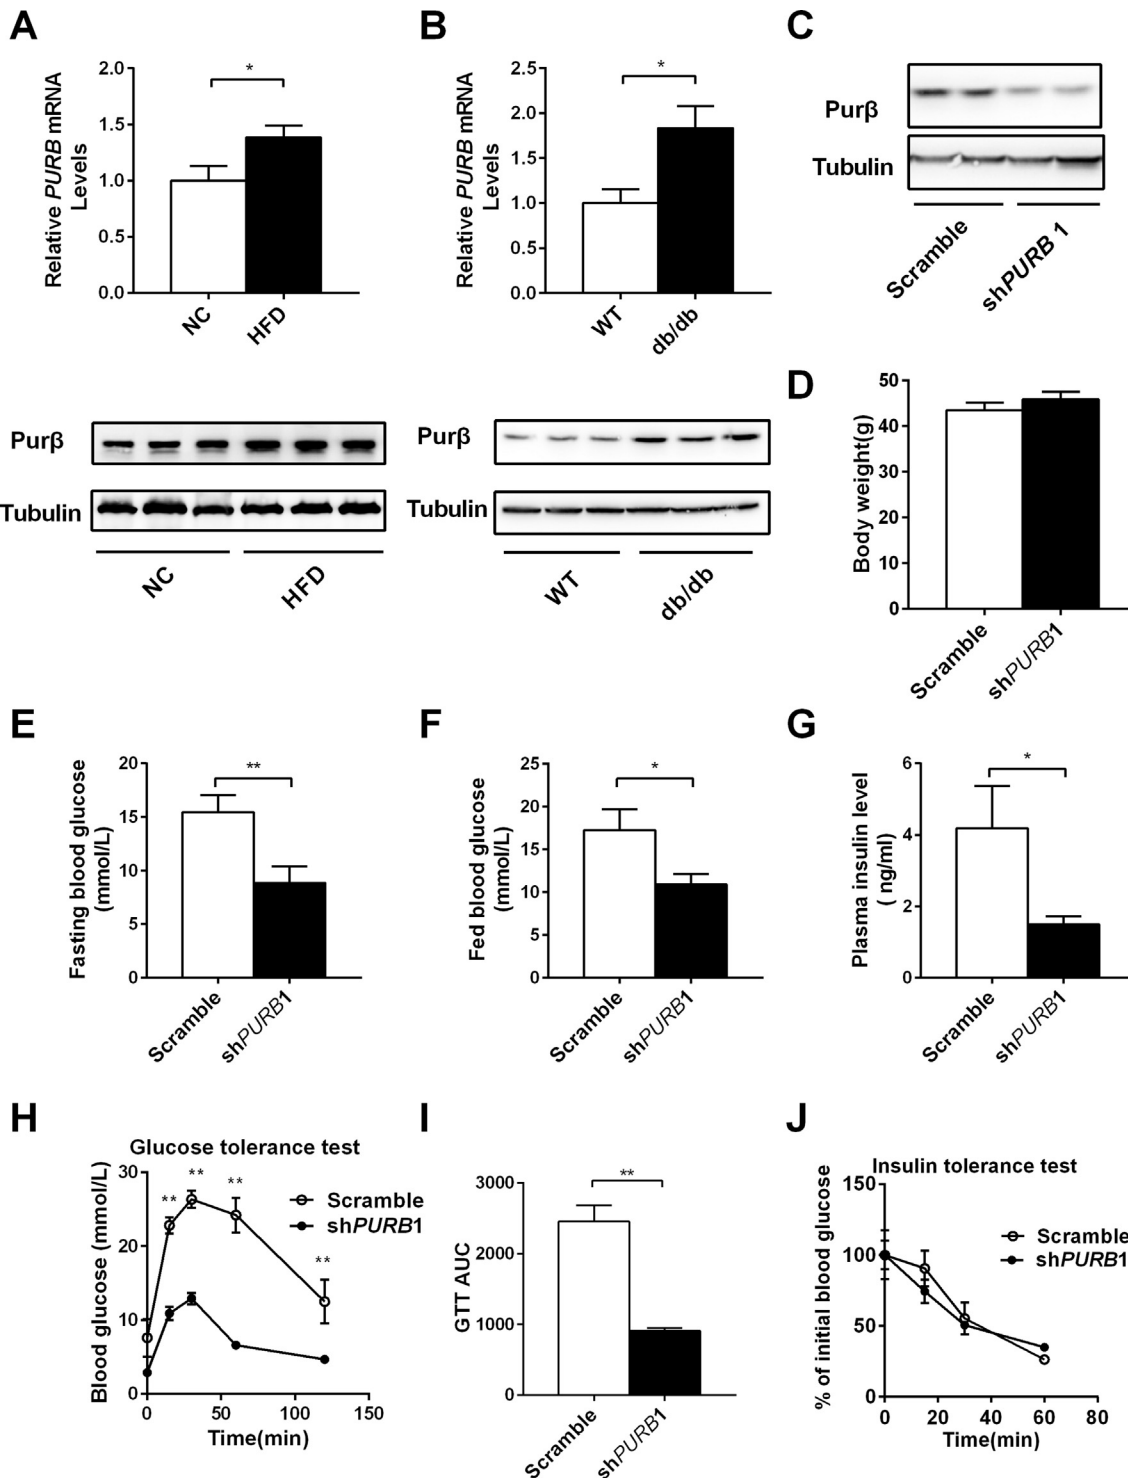 A
Relative PURB mRNA
Levels
2.0
1.5
1.0
0.5
0.0
*
NC
HFD
Purβ
Tubulin
NC
HFD
B
Relative PURB mRNA
Levels
2.5
2.0
1.5
1.0
0.5
0.0
*
WT
db/db
Purβ
Tubulin
WT
db/db
C
Purβ
Tubulin
Scramble
shPURB 1
D
Body weight(g)
50
40
30
20
10
0
Scramble
shPURB1
E
Fasting blood glucose
(mmol/L)
20
15
10
5
0
**
Scramble
shPURB1
F
Fed blood glucose
(mmol/L)
25
20
15
10
5
0
*
Scramble
shPURB1
G
Plasma insulin level
( ng/ml)
6
4
2
0
*
Scramble
shPURB1
H
Glucose tolerance test
Blood glucose (mmol/L)
30
20
10
0
** ** ** **
Scramble
shPURB1
0 50 100 150
Time(min)
I
GTT AUC
3000
2000
1000
0
**
Scramble
shPURB1
J
Insulin tolerance test
% of initial blood glucose
150
100
50
0
Scramble
shPURB1
0 20 40 60 80
Time(min)